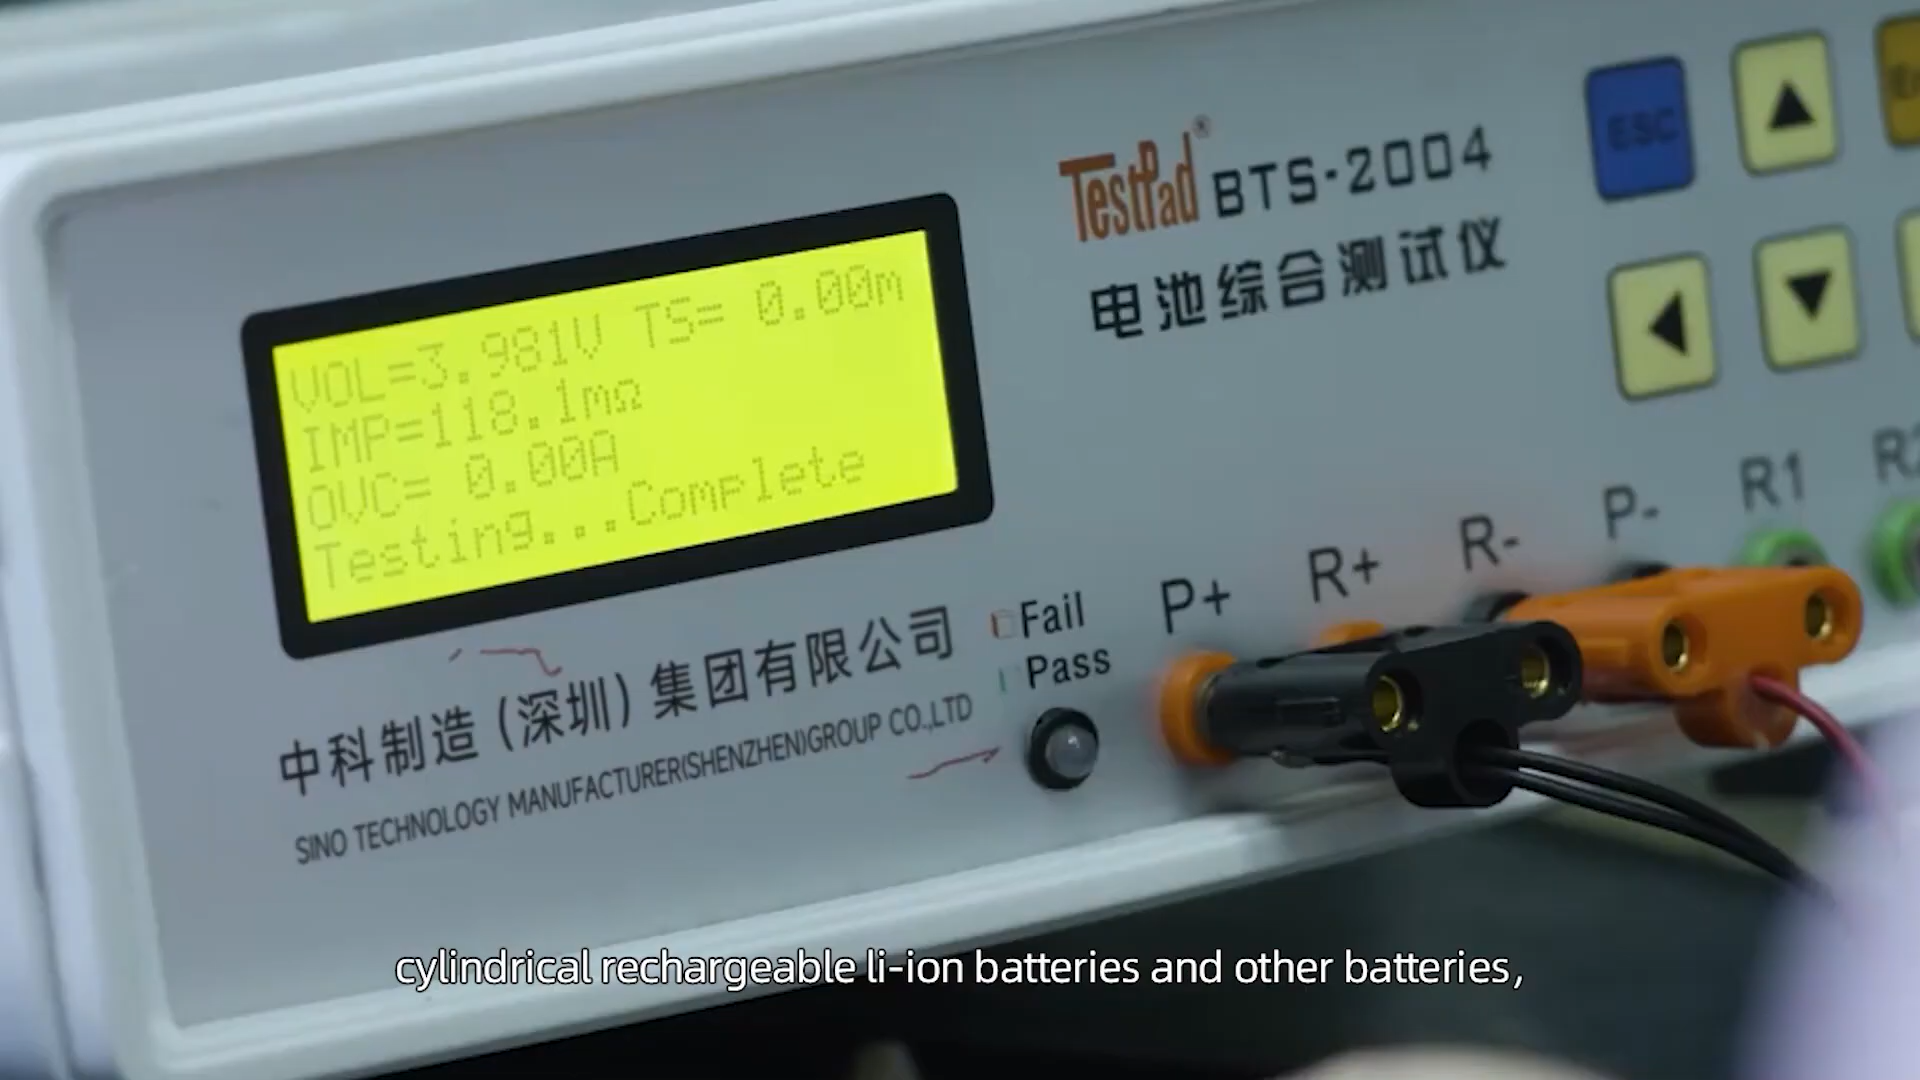 VOL=3.981V TS= 0.00m
IMP=118.1mΩ
OVC= 0.00A
Testing...Complete
TestPad® BTS-2004
电池综合测试仪
ESC
中科制造(深圳)集团有限公司
SINO TECHNOLOGY MANUFACTURER(SHENZHEN)GROUP CO.,LTD
Fail
Pass
P+ R+ R- P- R1
cylindrical rechargeable li-ion batteries and other batteries,